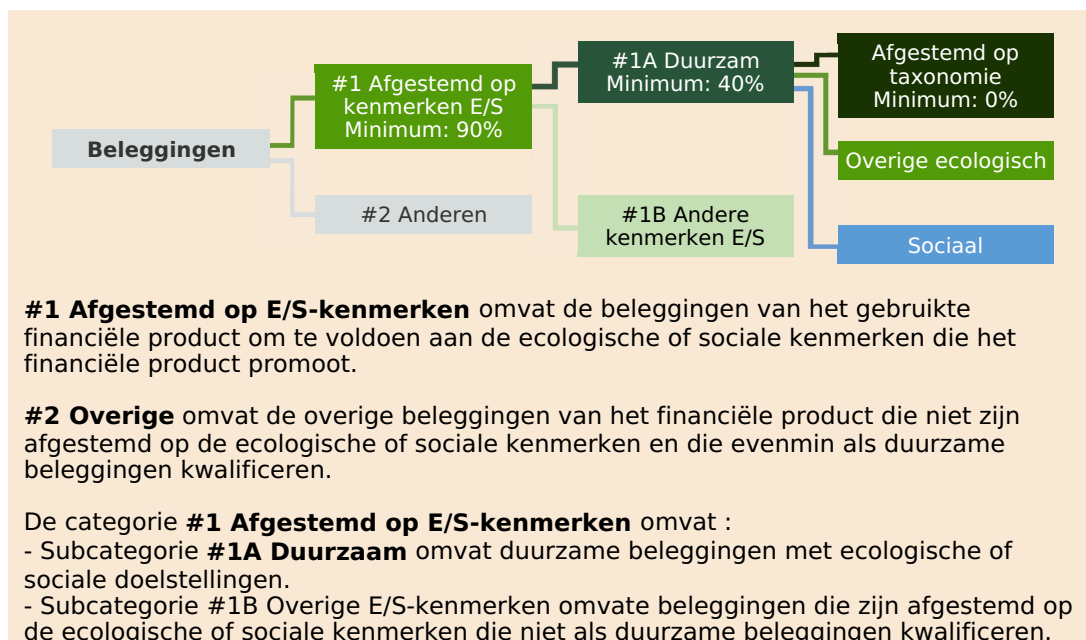 Beleggingen
#1 Afgestemd op
kenmerken E/S
Minimum: 90%
#2 Anderen
#1A Duurzam
Minimum: 40%
#1B Andere
kenmerken E/S
Afgestemd op
taxonomie
Minimum: 0%
Overige ecologisch
Sociaal
#1 Afgestemd op E/S-kenmerken omvat de beleggingen van het gebruikte
financiële product om te voldoen aan de ecologische of sociale kenmerken die het
financiële product promoot.
#2 Overige omvat de overige beleggingen van het financiële product die niet zijn
afgestemd op de ecologische of sociale kenmerken en die evenmin als duurzame
beleggingen kwalificeren.
De categorie #1 Afgestemd op E/S-kenmerken omvat :
- Subcategorie #1A Duurzaam omvat duurzame beleggingen met ecologische of
sociale doelstellingen.
- Subcategorie #1B Overige E/S-kenmerken omvate beleggingen die zijn afgestemd op
de ecologische of sociale kenmerken die niet als duurzame beleggingen kwalificeren.